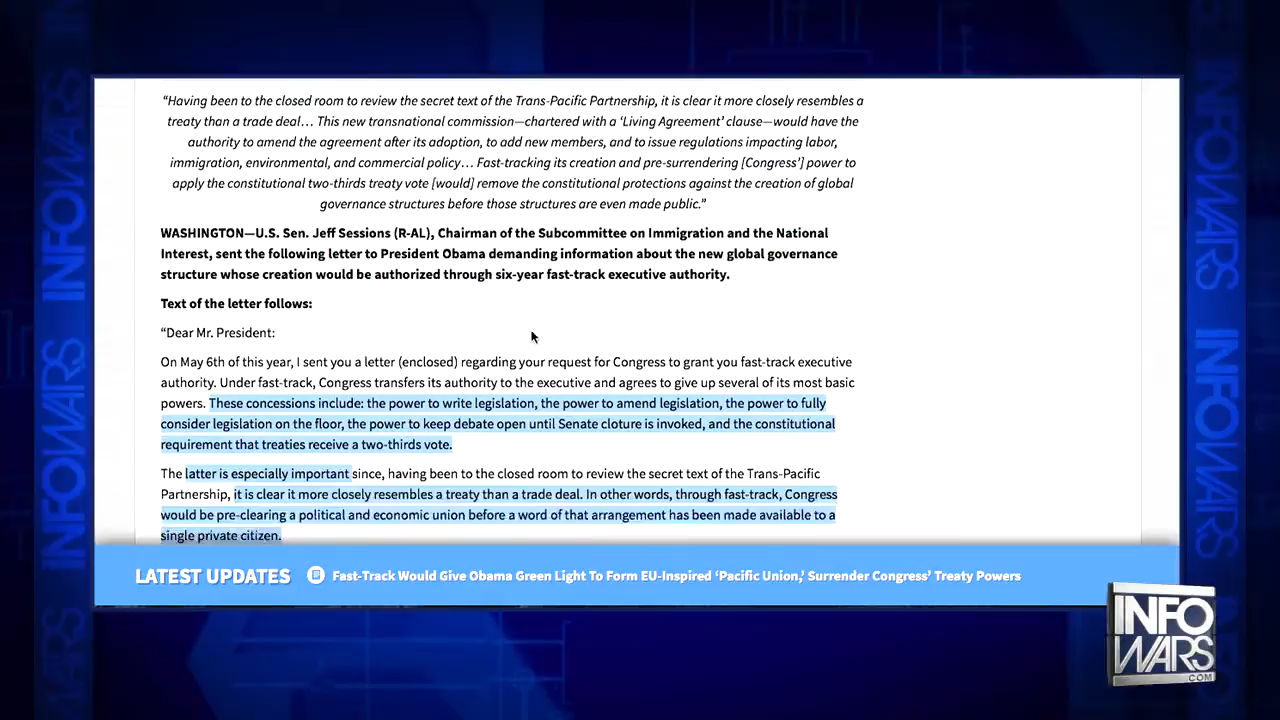 “Having been to the closed room to review the secret text of the Trans-Pacific Partnership, it is clear it more closely resembles a
treaty than a trade deal… This new transnational commission—chartered with a ‘Living Agreement’ clause—would have the
authority to amend the agreement after its adoption, to add new members, and to issue regulations impacting labor,
immigration, environmental, and commercial policy… Fast-tracking its creation and pre-surrendering [Congress’] power to
apply the constitutional two-thirds treaty vote [would] remove the constitutional protections against the creation of global
governance structures before those structures are even made public.”
WASHINGTON—U.S. Sen. Jeff Sessions (R-AL), Chairman of the Subcommittee on Immigration and the National
Interest, sent the following letter to President Obama demanding information about the new global governance
structure whose creation would be authorized through six-year fast-track executive authority.
Text of the letter follows:
“Dear Mr. President:
On May 6th of this year, I sent you a letter (enclosed) regarding your request for Congress to grant you fast-track executive
authority. Under fast-track, Congress transfers its authority to the executive and agrees to give up several of its most basic
powers. These concessions include: the power to write legislation, the power to amend legislation, the power to fully
consider legislation on the floor, the power to keep debate open until Senate cloture is invoked, and the constitutional
requirement that treaties receive a two-thirds vote.
The latter is especially important since, having been to the closed room to review the secret text of the Trans-Pacific
Partnership, it is clear it more closely resembles a treaty than a trade deal. In other words, through fast-track, Congress
would be pre-clearing a political and economic union before a word of that arrangement has been made available to a
single private citizen.
LATEST UPDATES Fast-Track Would Give Obama Green Light To Form EU-Inspired ‘Pacific Union,’ Surrender Congress’ Treaty Powers
INFO
WARS
.COM
INFOWARS
INFOWARS
INFOWARS
INFOWARS